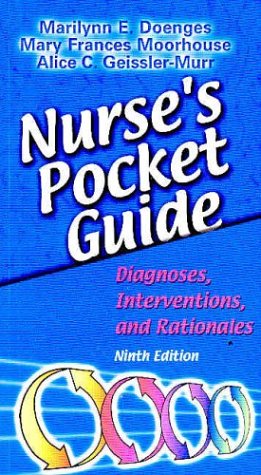 Marilynn E. Doenges
Mary Frances Moorhouse
Alice C. Geissler-Murr
Nurse's
Pocket
Guide
Diagnoses,
Interventions,
and Rationales
Ninth Edition